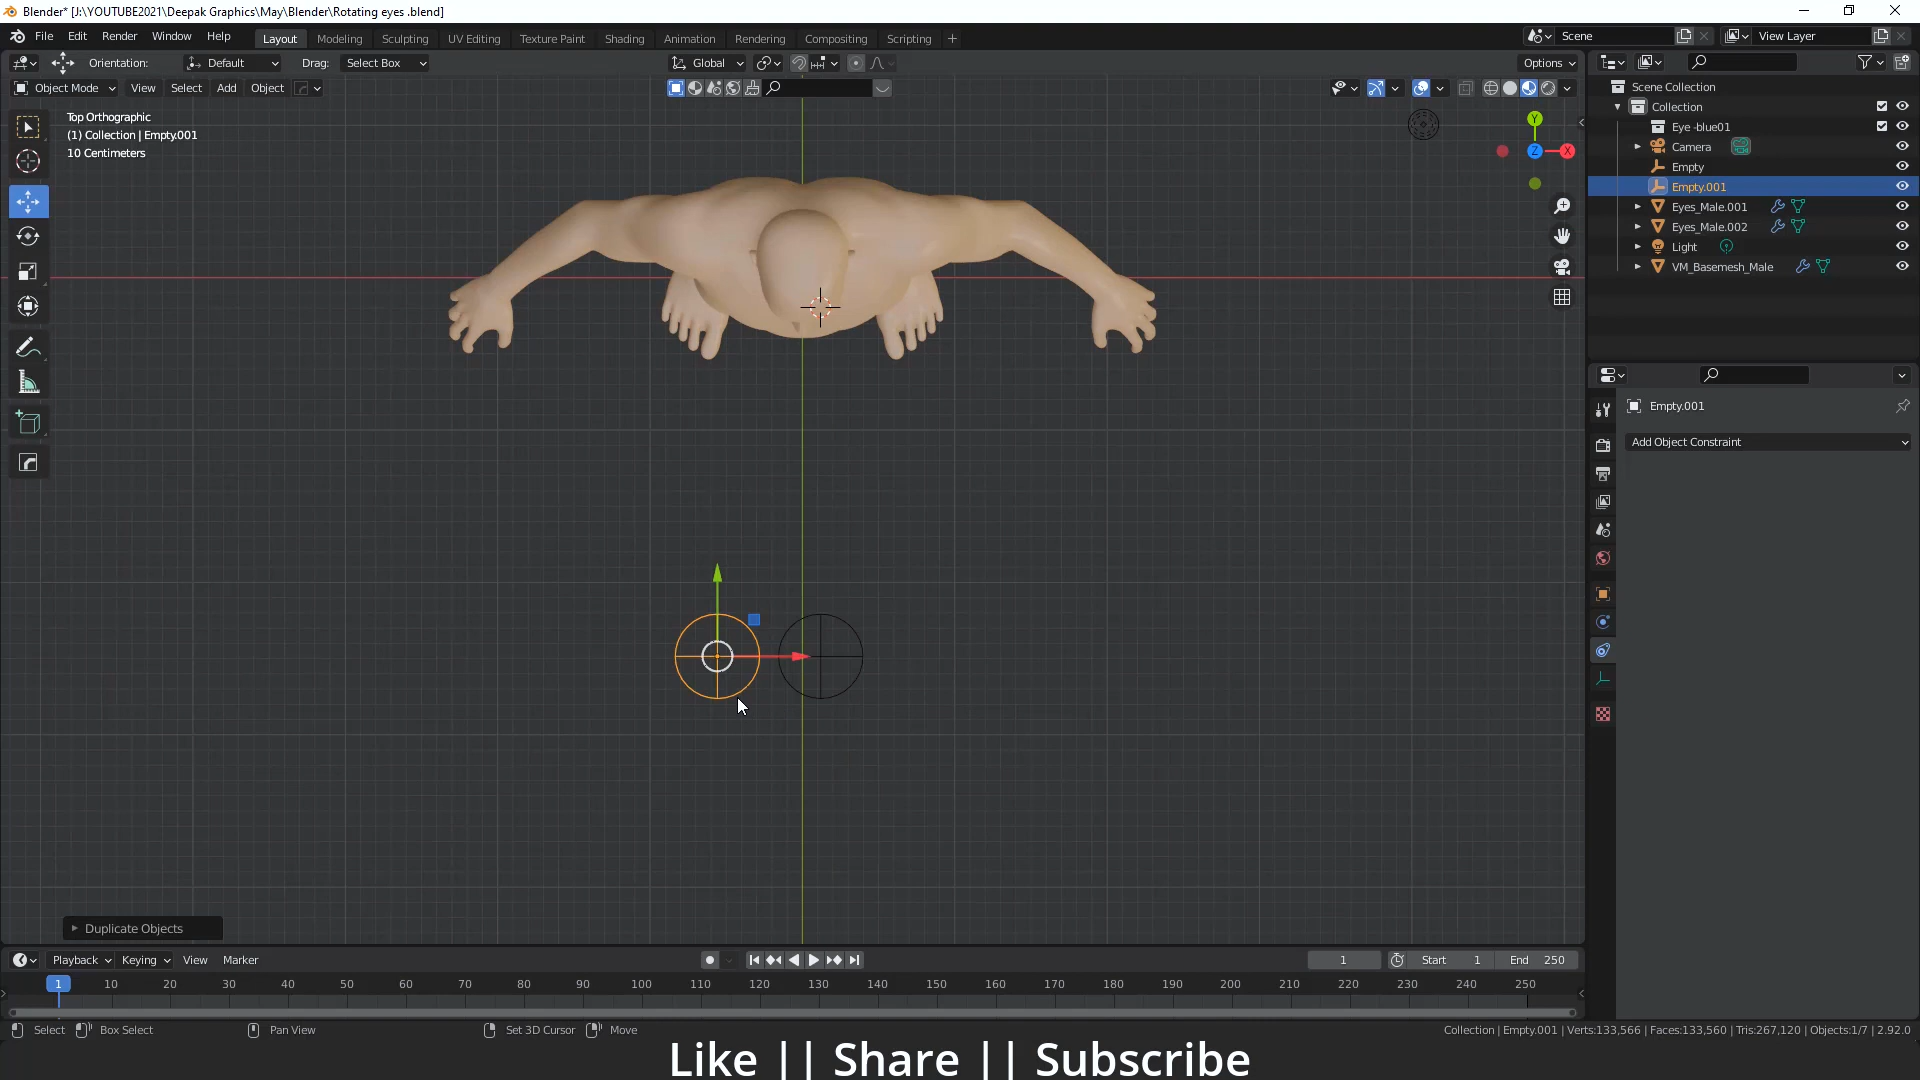 Blender* [J:\YOUTUBE2021\Deepak Graphics\May\Blender\Rotating eyes .blend]
File Edit Render Window Help Layout Modeling Sculpting UV Editing Texture Paint Shading Animation Rendering Compositing Scripting + Scene View Layer
Orientation: Default Drag: Select Box Global Options
Object Mode View Select Add Object
Top Orthographic
(1) Collection | Empty.001
10 Centimeters
Y
Z X
Scene Collection
Collection
Eye -blue01
Camera
Empty
Empty.001
Eyes_Male.001
Eyes_Male.002
Light
VM_Basemesh_Male
Empty.001
Add Object Constraint
Duplicate Objects
Playback Keying View Marker 1 Start 1 End 250
1 10 20 30 40 50 60 70 80 90 100 110 120 130 140 150 160 170 180 190 200 210 220 230 240 250
Select Box Select Pan View Set 3D Cursor Move Collection | Empty.001 | Verts:133,566 | Faces:133,560 | Tris:267,120 | Objects:1/7 | 2.92.0
Like || Share || Subscribe